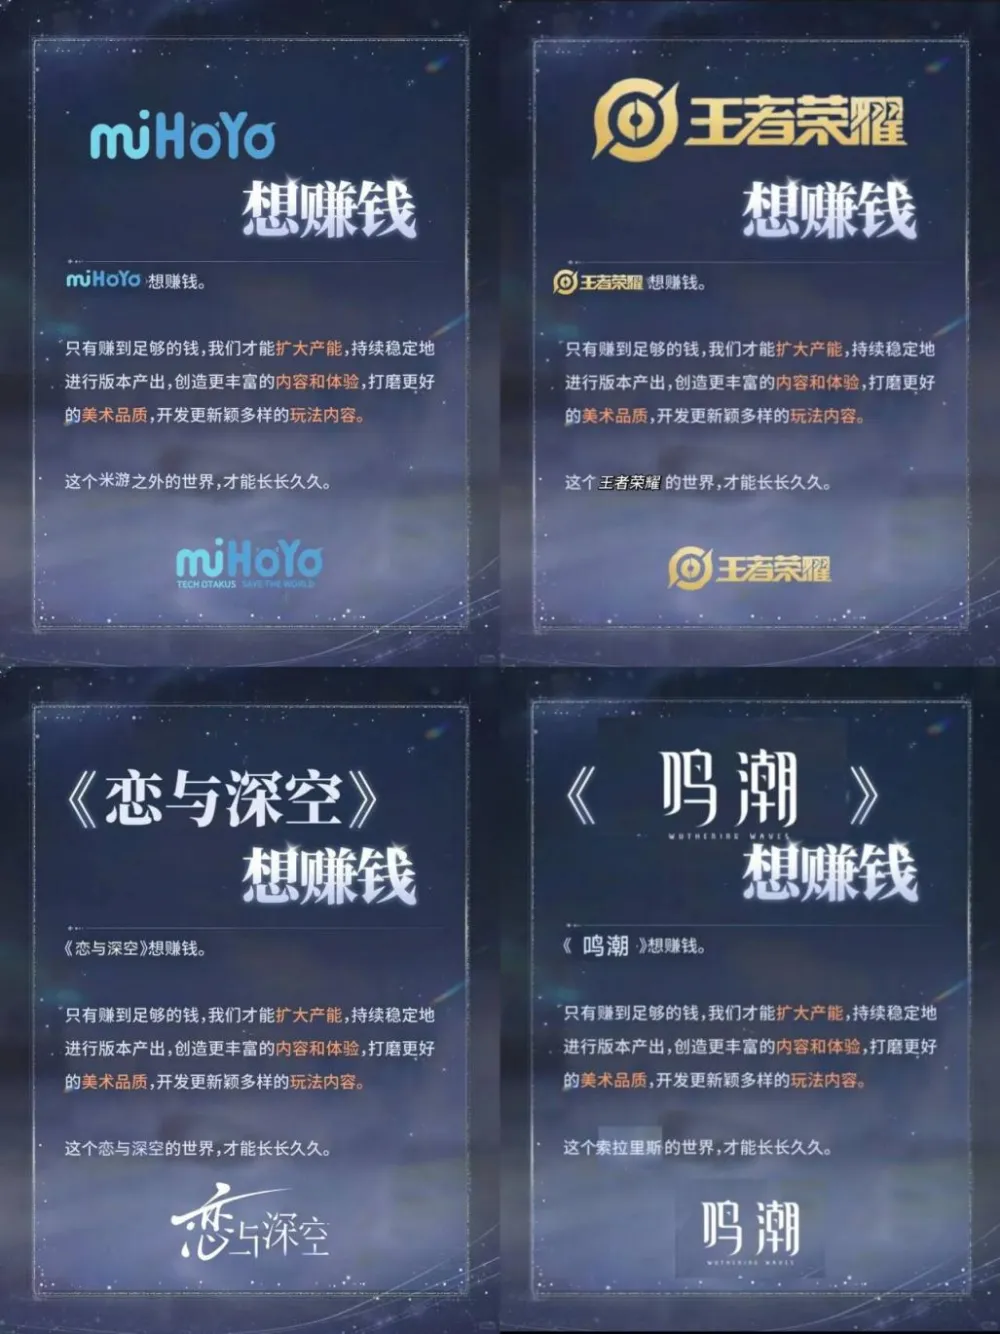 miHoYo
想赚钱
miHoYo 想赚钱。
只有赚到足够的钱,我们才能扩大产能,持续稳定地
进行版本产出,创造更丰富的内容和体验,打磨更好
的美术品质,开发更新颖多样的玩法内容。
这个米游之外的世界,才能长长久久。
miHoYo
TECH OTAKUS SAVE THE WORLD
王者荣耀
想赚钱
王者荣耀 想赚钱。
只有赚到足够的钱,我们才能扩大产能,持续稳定地
进行版本产出,创造更丰富的内容和体验,打磨更好
的美术品质,开发更新颖多样的玩法内容。
这个王者荣耀的世界,才能长长久久。
王者荣耀
《恋与深空》
想赚钱
《恋与深空》想赚钱。
只有赚到足够的钱,我们才能扩大产能,持续稳定地
进行版本产出,创造更丰富的内容和体验,打磨更好
的美术品质,开发更新颖多样的玩法内容。
这个恋与深空的世界,才能长长久久。
恋与深空
《鸣潮》
WUTHERING WAVES
想赚钱
《鸣潮》想赚钱。
只有赚到足够的钱,我们才能扩大产能,持续稳定地
进行版本产出,创造更丰富的内容和体验,打磨更好
的美术品质,开发更新颖多样的玩法内容。
这个索拉里斯的世界,才能长长久久。
鸣潮
WUTHERING WAVES